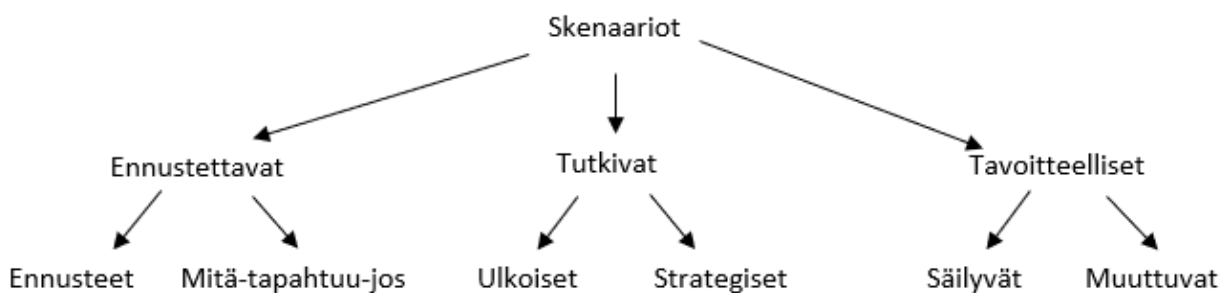 Skenaariot
Ennustettavat Tutkivat Tavoitteelliset
Ennusteet Mitä-tapahtuu-jos Ulkoiset Strategiset Säilyvät Muuttuvat